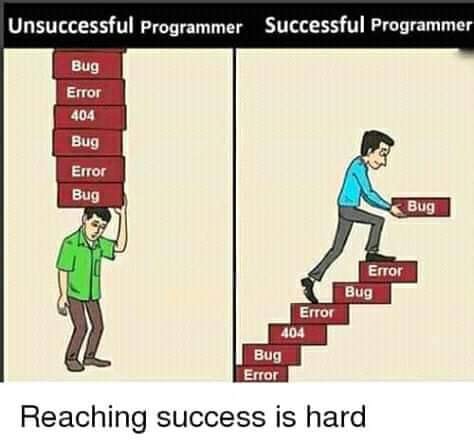 Unsuccessful Programmer
Successful Programmer
Bug
Error
404
Bug
Error
Bug
Bug
Error
Bug
Error
404
Bug
Error
Reaching success is hard